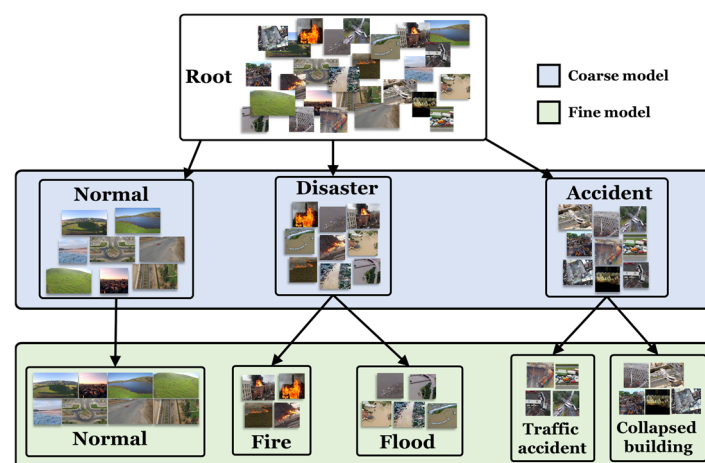 Root
Coarse model
Fine model
Normal
Disaster
Accident
Normal
Fire
Flood
Traffic
accident
Collapsed
building